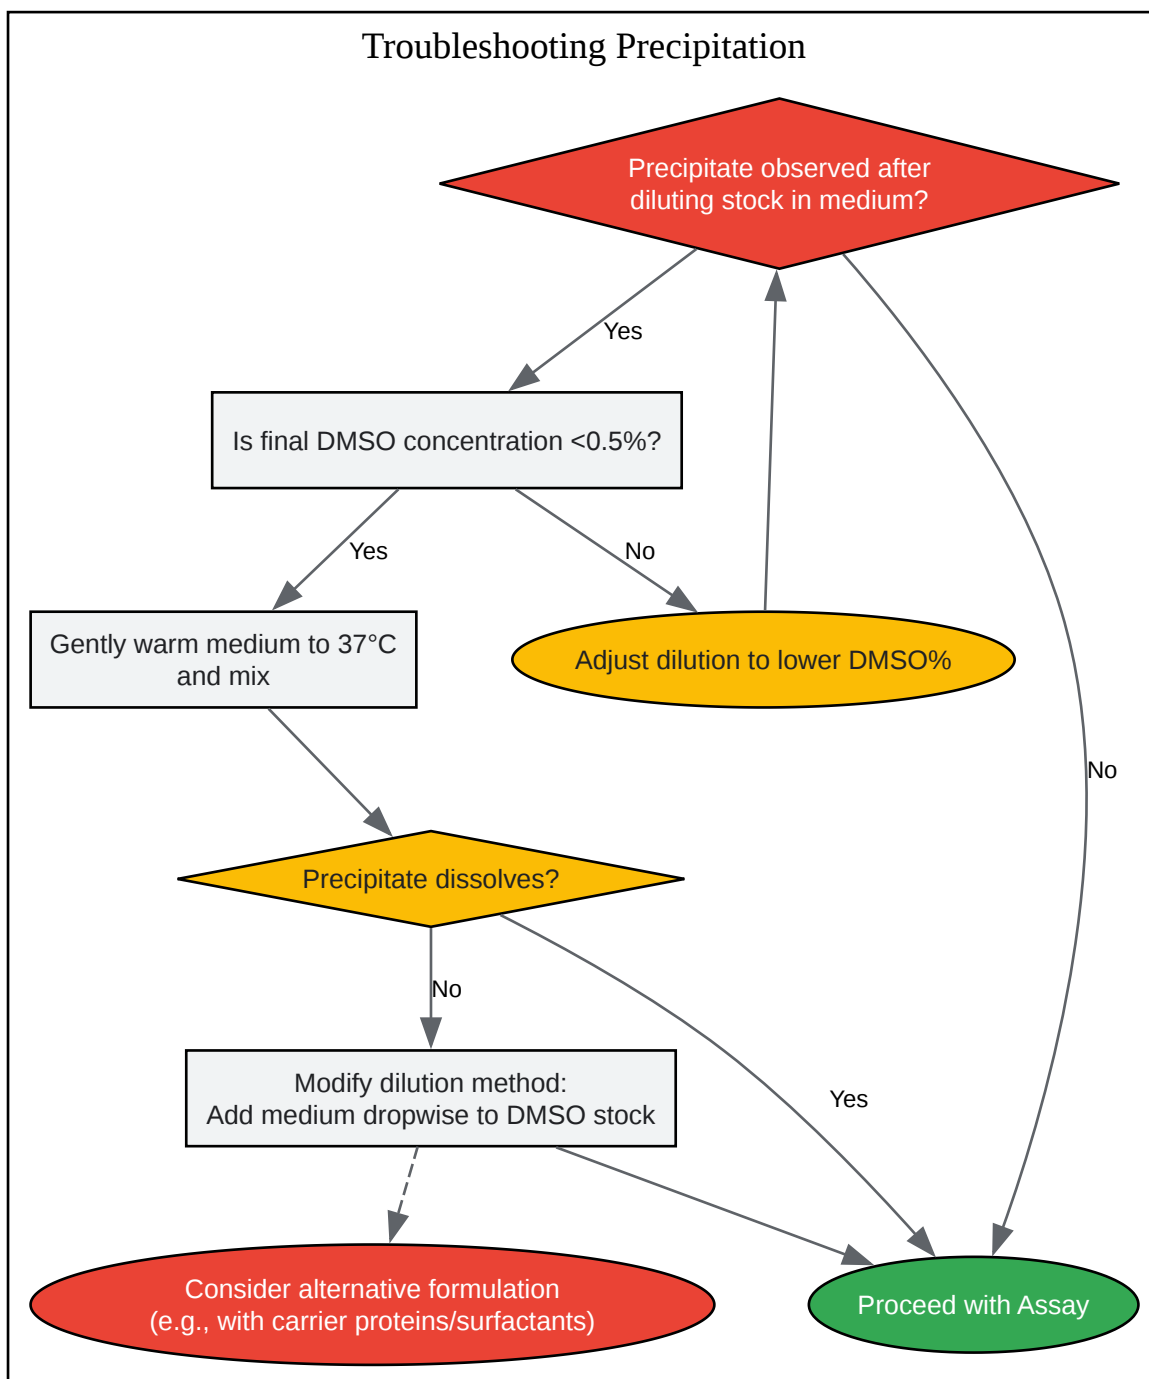 Troubleshooting Precipitation
Precipitate observed after
diluting stock in medium?
Yes
Is final DMSO concentration <0.5%?
Yes
No
Gently warm medium to 37°C
and mix
Adjust dilution to lower DMSO%
No
Precipitate dissolves?
No
Modify dilution method:
Add medium dropwise to DMSO stock
Yes
Consider alternative formulation
(e.g., with carrier proteins/surfactants)
Proceed with Assay